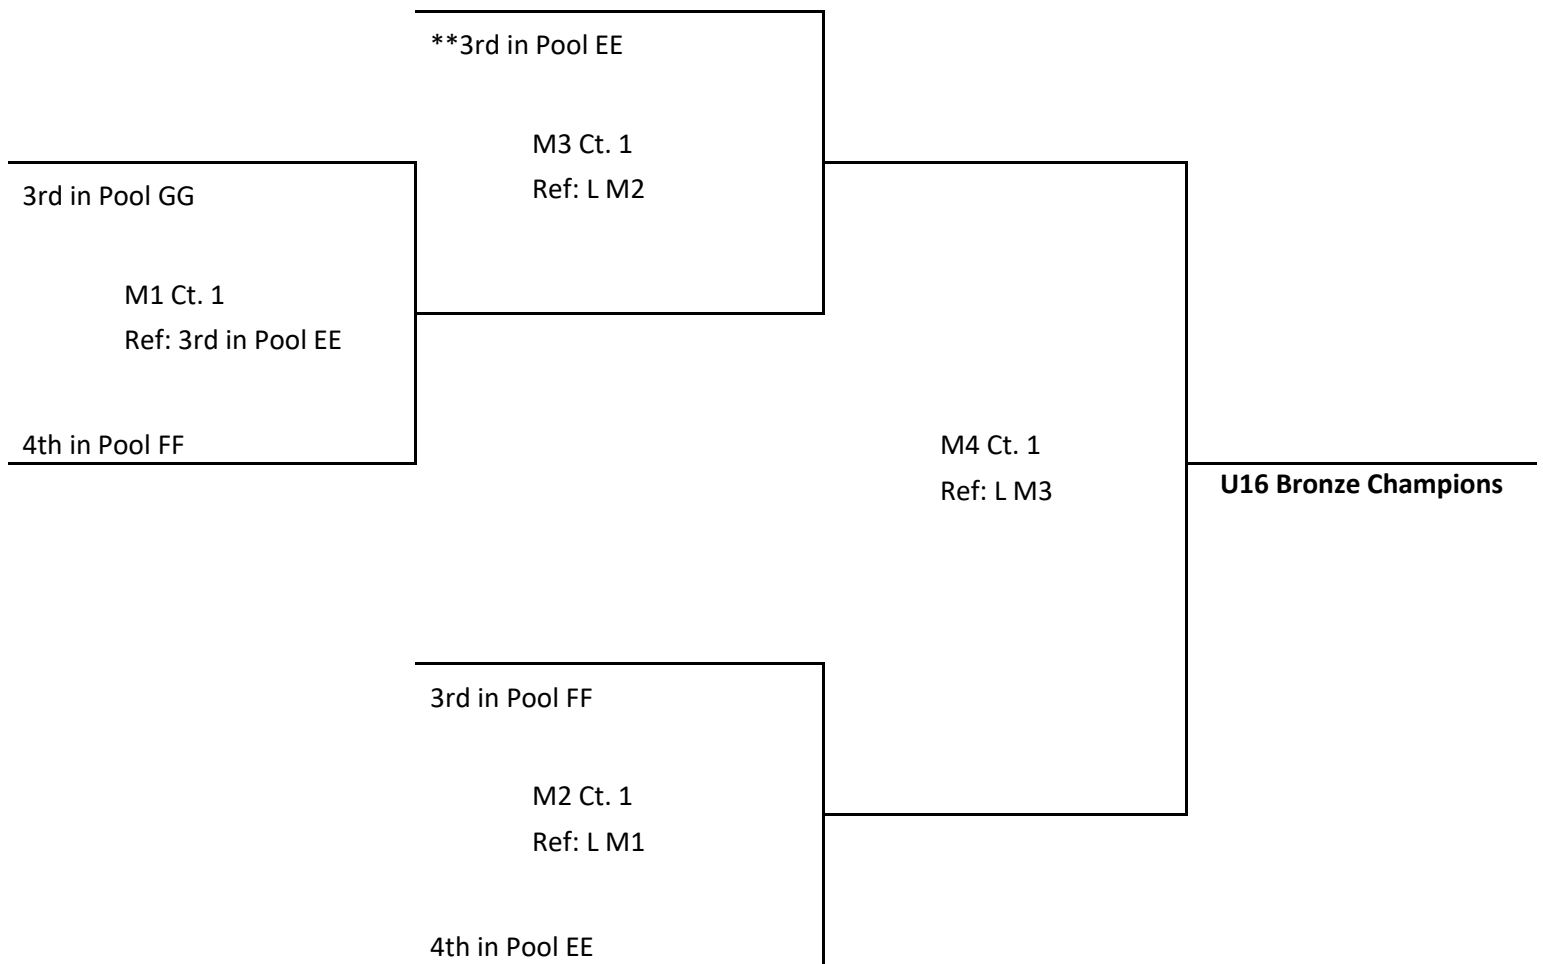 **3rd in Pool EE
M3 Ct. 1
Ref: L M2
3rd in Pool GG
M1 Ct. 1
Ref: 3rd in Pool EE
4th in Pool FF
M4 Ct. 1
Ref: L M3
U16 Bronze Champions
3rd in Pool FF
M2 Ct. 1
Ref: L M1
4th in Pool EE